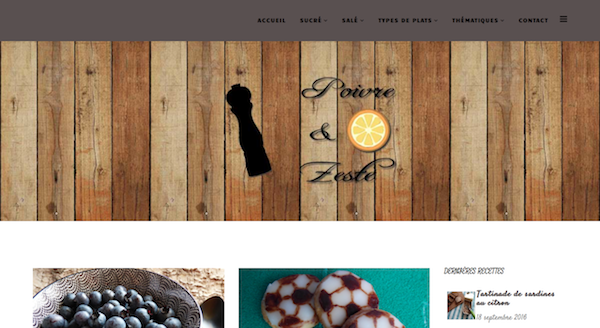 ACCUEIL SUCRÉ SALÉ TYPES DE PLATS THÉMATIQUES CONTACT
Poivre
&
Zeste
DERNIÈRES RECETTES
Tartinade de sardines
au citron
18 septembre 2016